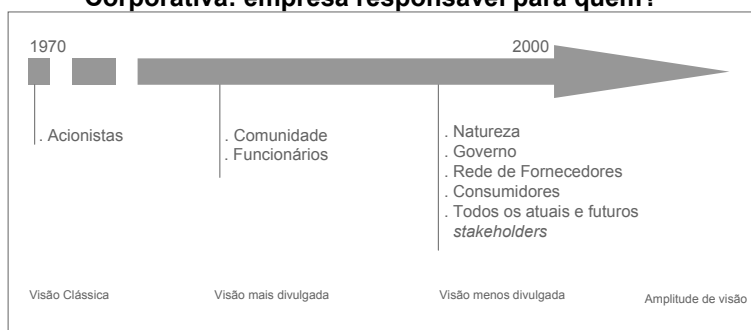 Corporativa: empresa responsável para quem?
1970
2000
. Acionistas
. Comunidade
. Funcionários
. Natureza
. Governo
. Rede de Fornecedores
. Consumidores
. Todos os atuais e futuros
stakeholders
Visão Clássica
Visão mais divulgada
Visão menos divulgada
Amplitude de visão